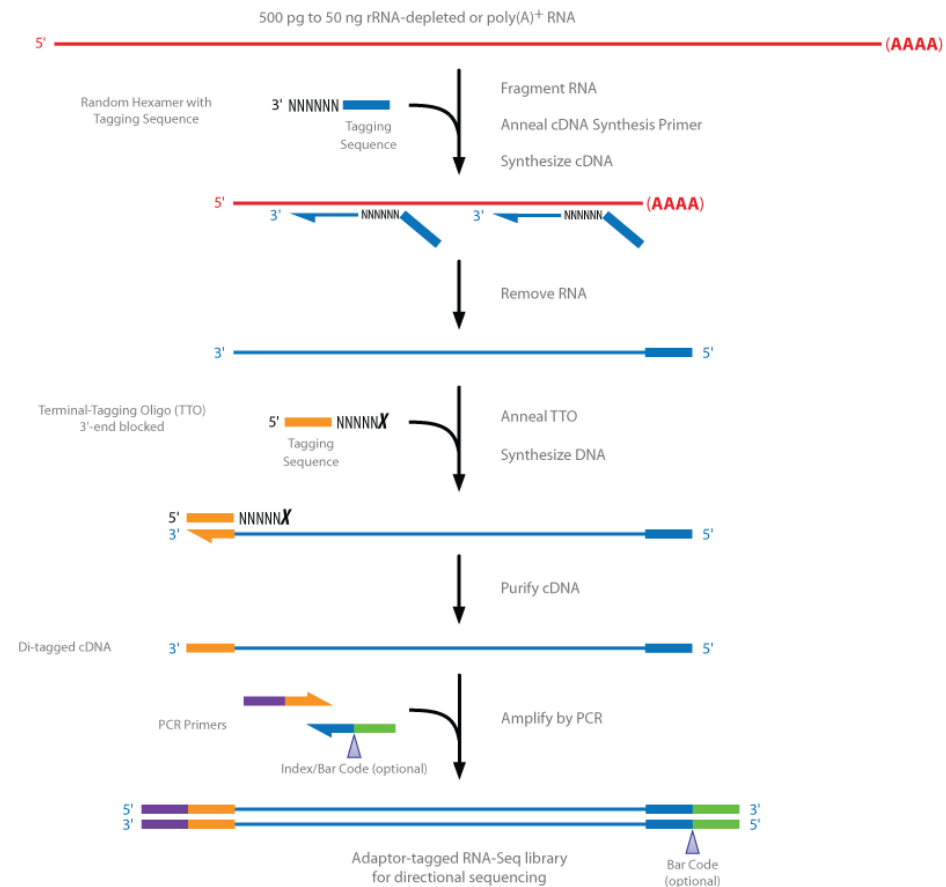 500 pg to 50 ng rRNA-depleted or poly(A)+ RNA
5'
(AAAA)
Fragment RNA
Random Hexamer with
Tagging Sequence
3' NNNNNN
Tagging
Sequence
Anneal cDNA Synthesis Primer
Synthesize cDNA
5'
(AAAA)
3'
NNNNNN
3'
NNNNNN
Remove RNA
3'
5'
Terminal-Tagging Oligo (TTO)
3'-end blocked
5'
NNNNNX
Tagging
Sequence
Anneal TTO
Synthesize DNA
5'
NNNNNX
3'
5'
Purify cDNA
Di-tagged cDNA
3'
5'
PCR Primers
Amplify by PCR
Index/Bar Code (optional)
5'
3'
3'
5'
Adaptor-tagged RNA-Seq library
for directional sequencing
Bar Code
(optional)